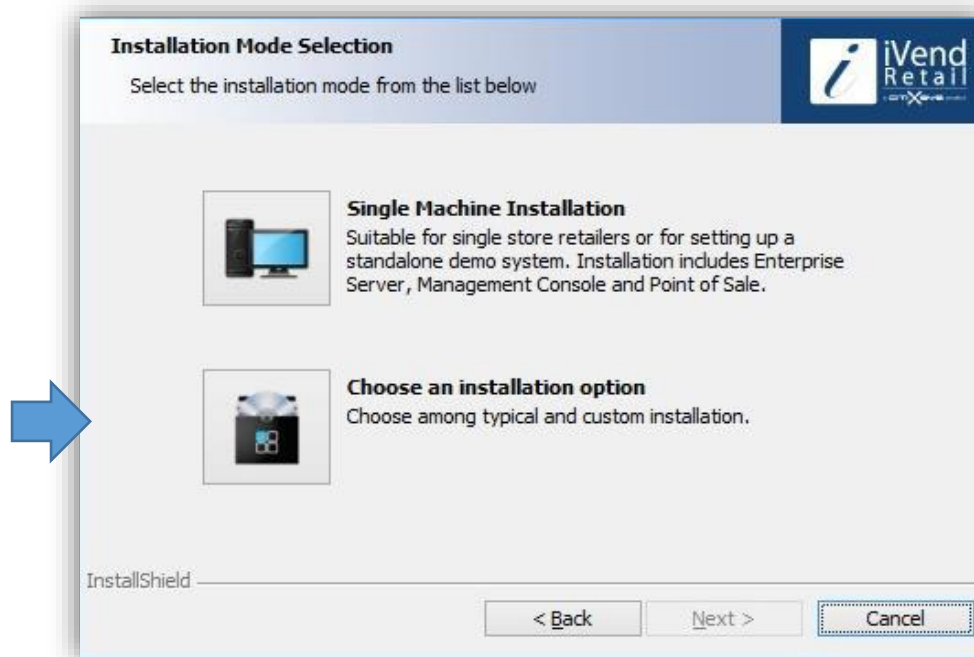 Installation Mode Selection
Select the installation mode from the list below
iVend
Retail
Single Machine Installation
Suitable for single store retailers or for setting up a
standalone demo system. Installation includes Enterprise
Server, Management Console and Point of Sale.
Choose an installation option
Choose among typical and custom installation.
InstallShield
< Back
Next >
Cancel